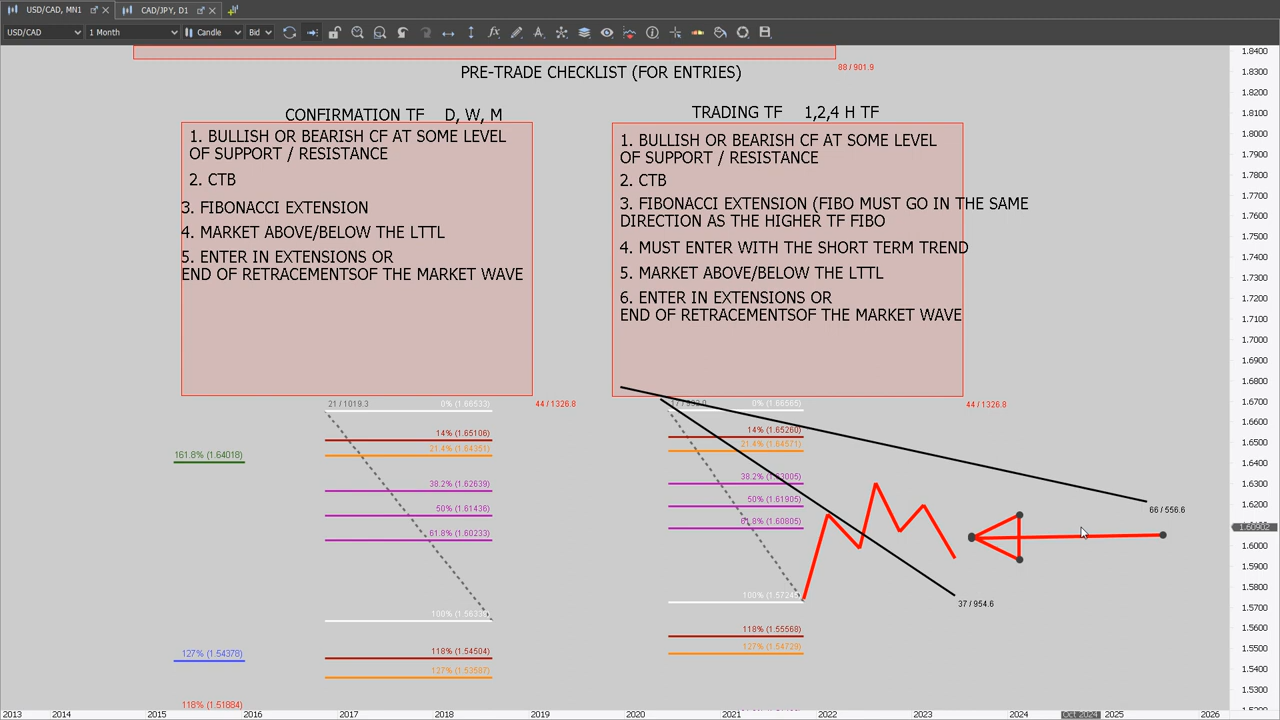 USD/CAD, MN1
CAD/JPY, D1
USD/CAD
1 Month
Candle
Bid
88 / 901.9
PRE-TRADE CHECKLIST (FOR ENTRIES)
CONFIRMATION TF D, W, M
1. BULLISH OR BEARISH CF AT SOME LEVEL
OF SUPPORT / RESISTANCE
2. CTB
3. FIBONACCI EXTENSION
4. MARKET ABOVE/BELOW THE LTTL
5. ENTER IN EXTENSIONS OR
END OF RETRACEMENTSOF THE MARKET WAVE
44 / 1326.8
TRADING TF 1,2,4 H TF
1. BULLISH OR BEARISH CF AT SOME LEVEL
OF SUPPORT / RESISTANCE
2. CTB
3. FIBONACCI EXTENSION (FIBO MUST GO IN THE SAME
DIRECTION AS THE HIGHER TF FIBO
4. MUST ENTER WITH THE SHORT TERM TREND
5. MARKET ABOVE/BELOW THE LTTL
6. ENTER IN EXTENSIONS OR
END OF RETRACEMENTSOF THE MARKET WAVE
44 / 1326.8
161.8% (1.64018)
127% (1.54378)
118% (1.51884)
21 / 1019.3
0% (1.66533)
14% (1.65106)
21.4% (1.64351)
38.2% (1.62639)
50% (1.61436)
61.8% (1.60233)
100%
118% (1.54504)
127% (1.53587)
0% (1.66565)
14% (1.65260)
21.4% (1.64571)
38.2% (1.63005)
50% (1.61905)
61.8% (1.60805)
100% (1.57245)
118% (1.55568)
127% (1.54729)
66 / 556.6
37 / 954.6
1.8400
1.8300
1.8200
1.8100
1.8000
1.7900
1.7800
1.7700
1.7600
1.7500
1.7400
1.7300
1.7200
1.7100
1.7000
1.6900
1.6800
1.6700
1.6600
1.6500
1.6400
1.6300
1.6200
1.60902
1.6000
1.5900
1.5800
1.5700
1.5600
1.5500
1.5400
1.5300
2013
2014
2015
2016
2017
2018
2019
2020
2021
2022
2023
2024
Oct 2024
2025
2026